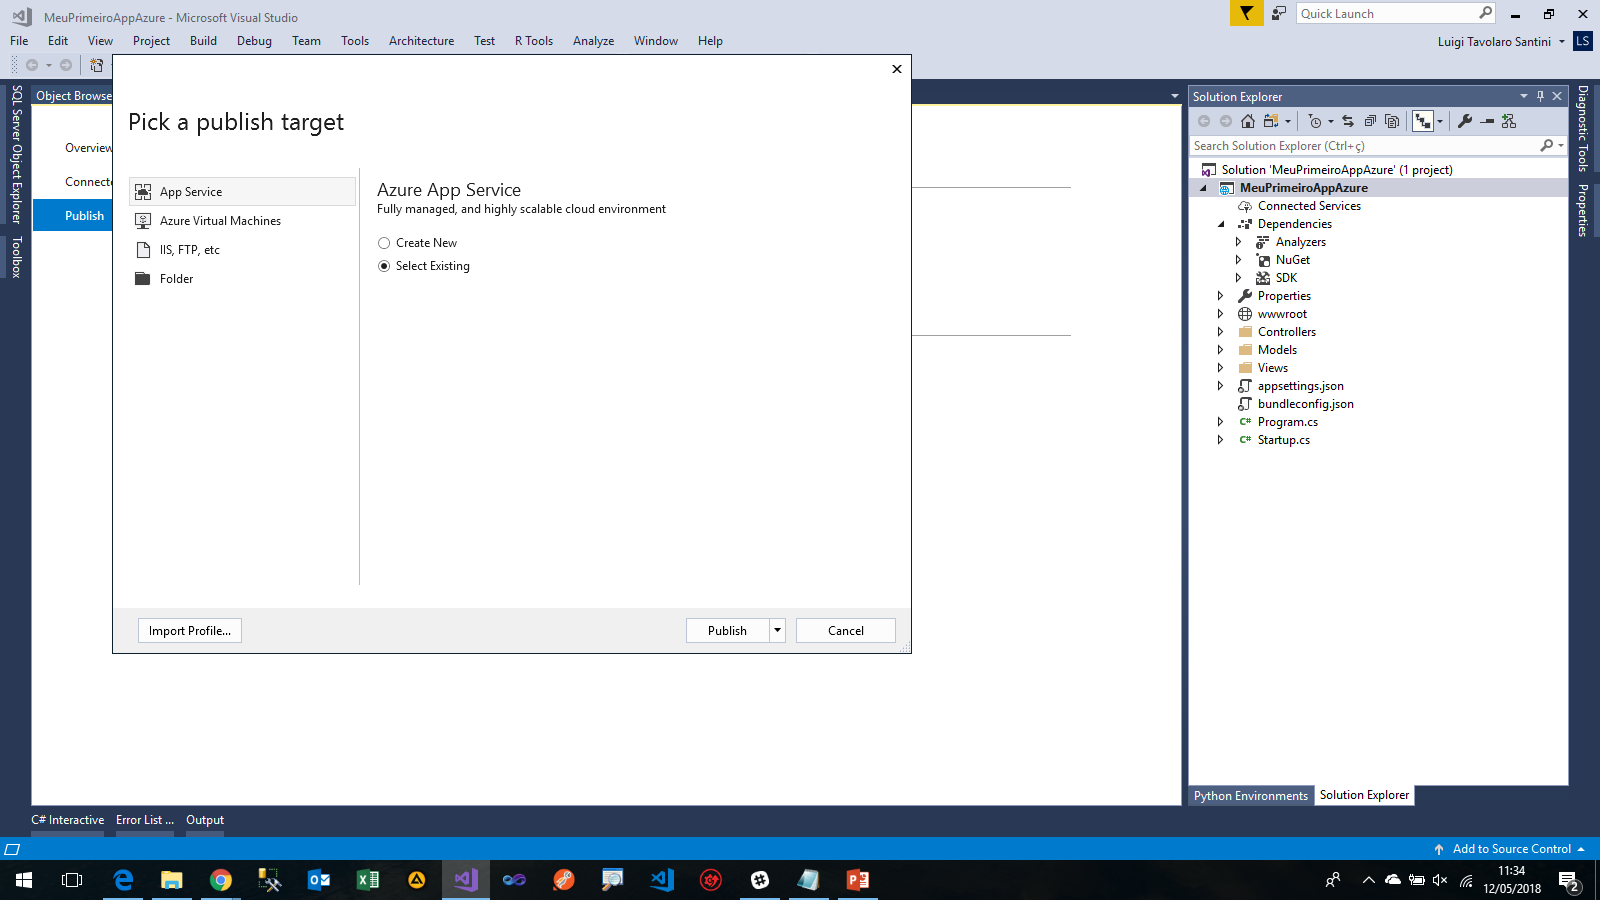 MeuPrimeiroAppAzure - Microsoft Visual Studio
Quick Launch
File Edit View Project Build Debug Team Tools Architecture Test R Tools Analyze Window Help
Luigi Tavolaro Santini LS
SQL Server Object Explorer
Toolbox
Object Browse
Overview
Connecte
Publish
Pick a publish target
App Service
Azure Virtual Machines
IIS, FTP, etc
Folder
Azure App Service
Fully managed, and highly scalable cloud environment
Create New
Select Existing
Import Profile...
Publish
Cancel
Solution Explorer
Search Solution Explorer (Ctrl+ç)
Solution 'MeuPrimeiroAppAzure' (1 project)
MeuPrimeiroAppAzure
Connected Services
Dependencies
Analyzers
NuGet
SDK
Properties
wwwroot
Controllers
Models
Views
appsettings.json
bundleconfig.json
C# Program.cs
C# Startup.cs
Python Environments Solution Explorer
Diagnostic Tools
Properties
C# Interactive Error List ... Output
Add to Source Control
11:34
12/05/2018
2